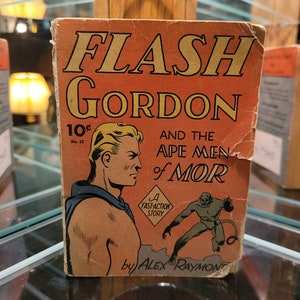 FLASH
GORDON
10¢
No. 12
AND THE
APE MEN
of MOR
A
FAST-ACTION
STORY
by ALEX RAYMOND